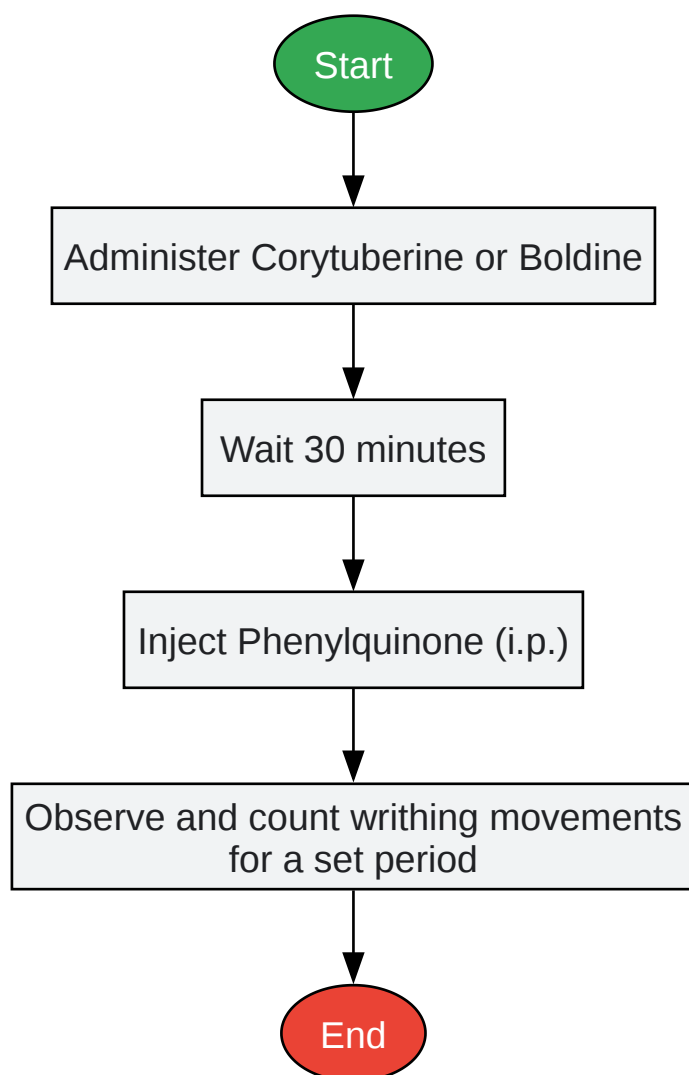 Start
Administer Corytuberine or Boldine
Wait 30 minutes
Inject Phenylquinone (i.p.)
Observe and count writhing movements
for a set period
End